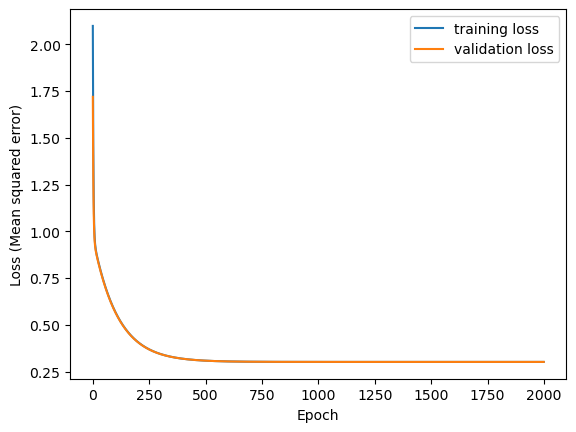 training loss
validation loss
2.00
1.75
1.50
1.25
1.00
0.75
0.50
0.25
Loss (Mean squared error)
0 250 500 750 1000 1250 1500 1750 2000
Epoch